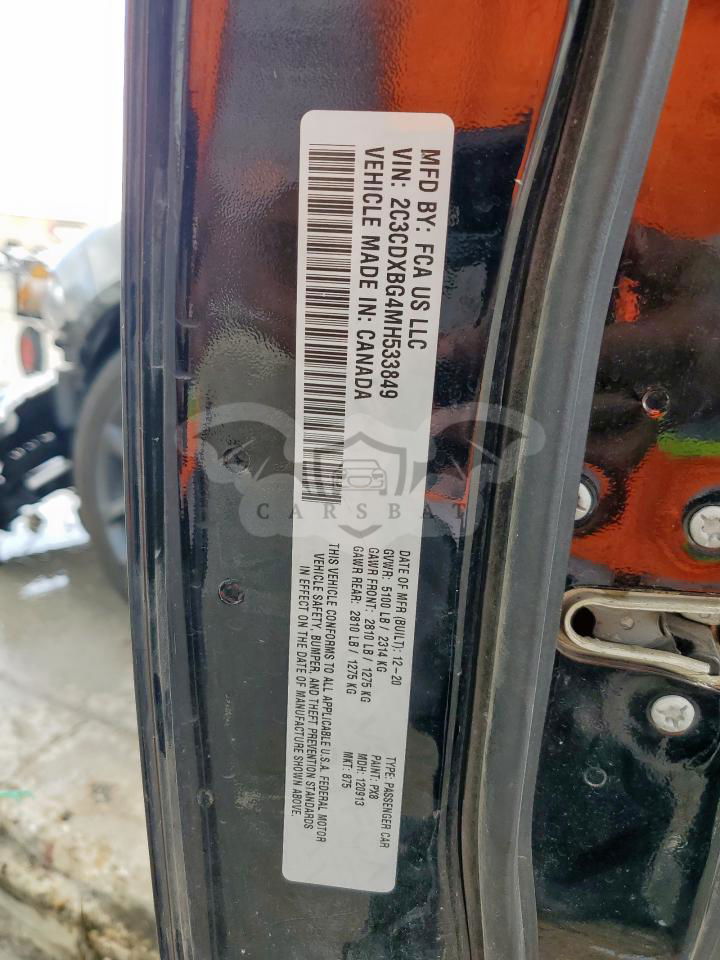 MFD BY: FCA US LLC
VIN: 2C3CDXBG4MH533849
VEHICLE MADE IN: CANADA
DATE OF MFR (BUILT): 12-20
GVWR: 5100 LB / 2314 KG
GAWR FRONT: 2810 LB / 1275 KG
GAWR REAR: 2810 LB / 1275 KG
THIS VEHICLE CONFORMS TO ALL APPLICABLE U.S.A. FEDERAL MOTOR
VEHICLE SAFETY, BUMPER, AND THEFT PREVENTION STANDARDS
IN EFFECT ON THE DATE OF MANUFACTURE SHOWN ABOVE.
TYPE: PASSENGER CAR
PAINT: PX8
MDH: 120913
MKT: 875
CARSBAT